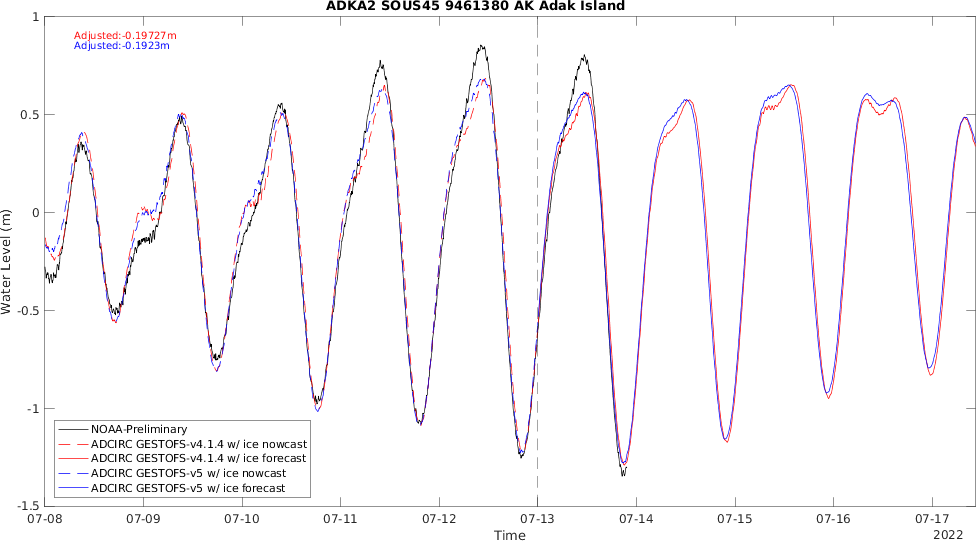 ADKA2 SOUS45 9461380 AK Adak Island
Adjusted:-0.19727m
Adjusted:-0.1923m
1
0.5
0
-0.5
-1
-1.5
Water Level (m)
NOAA-Preliminary
ADCIRC GESTOFS-v4.1.4 w/ ice nowcast
ADCIRC GESTOFS-v4.1.4 w/ ice forecast
ADCIRC GESTOFS-v5 w/ ice nowcast
ADCIRC GESTOFS-v5 w/ ice forecast
07-08 07-09 07-10 07-11 07-12 07-13 07-14 07-15 07-16 07-17
Time
2022